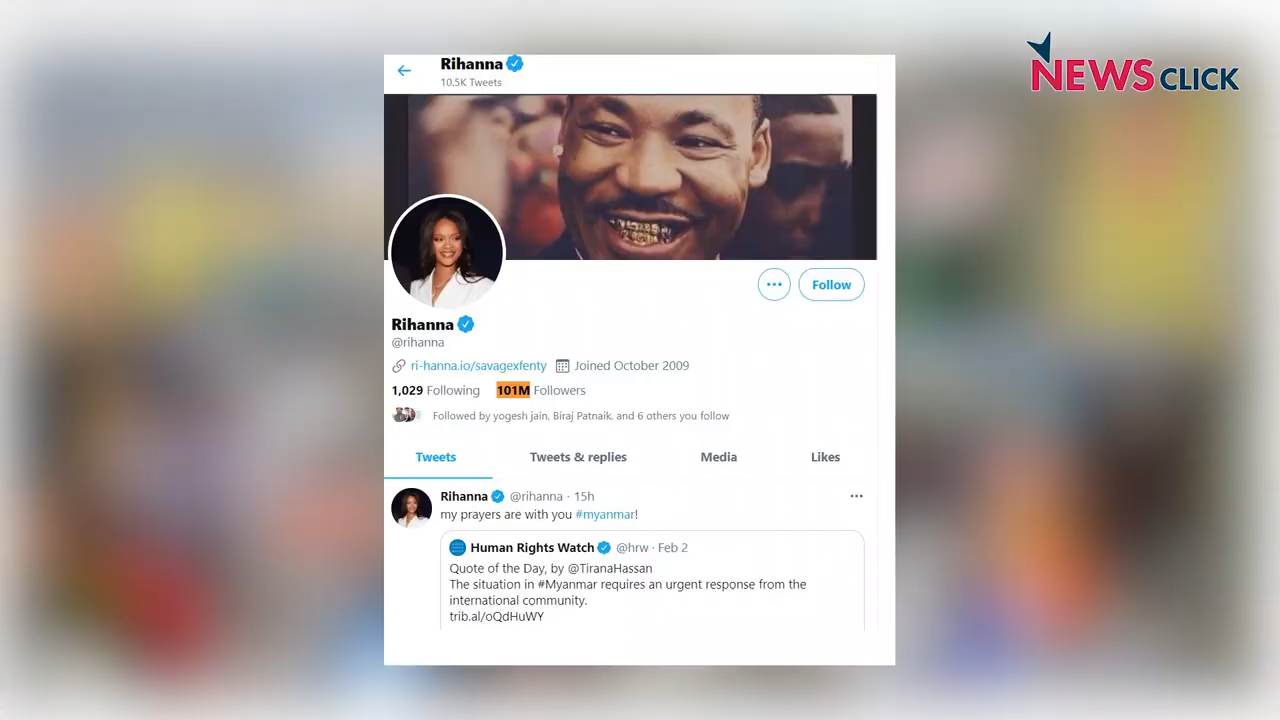 NEWSCLICK
Rihanna
10.5K Tweets
Follow
Rihanna
@rihanna
ri-hanna.io/savagexfenty Joined October 2009
1,029 Following 101M Followers
Followed by yogesh jain, Biraj Patnaik, and 6 others you follow
Tweets Tweets & replies Media Likes
Rihanna @rihanna · 15h
my prayers are with you #myanmar!
Human Rights Watch @hrw · Feb 2
Quote of the Day, by @TiranaHassan
The situation in #Myanmar requires an urgent response from the
international community.
trib.al/oQdHuWY